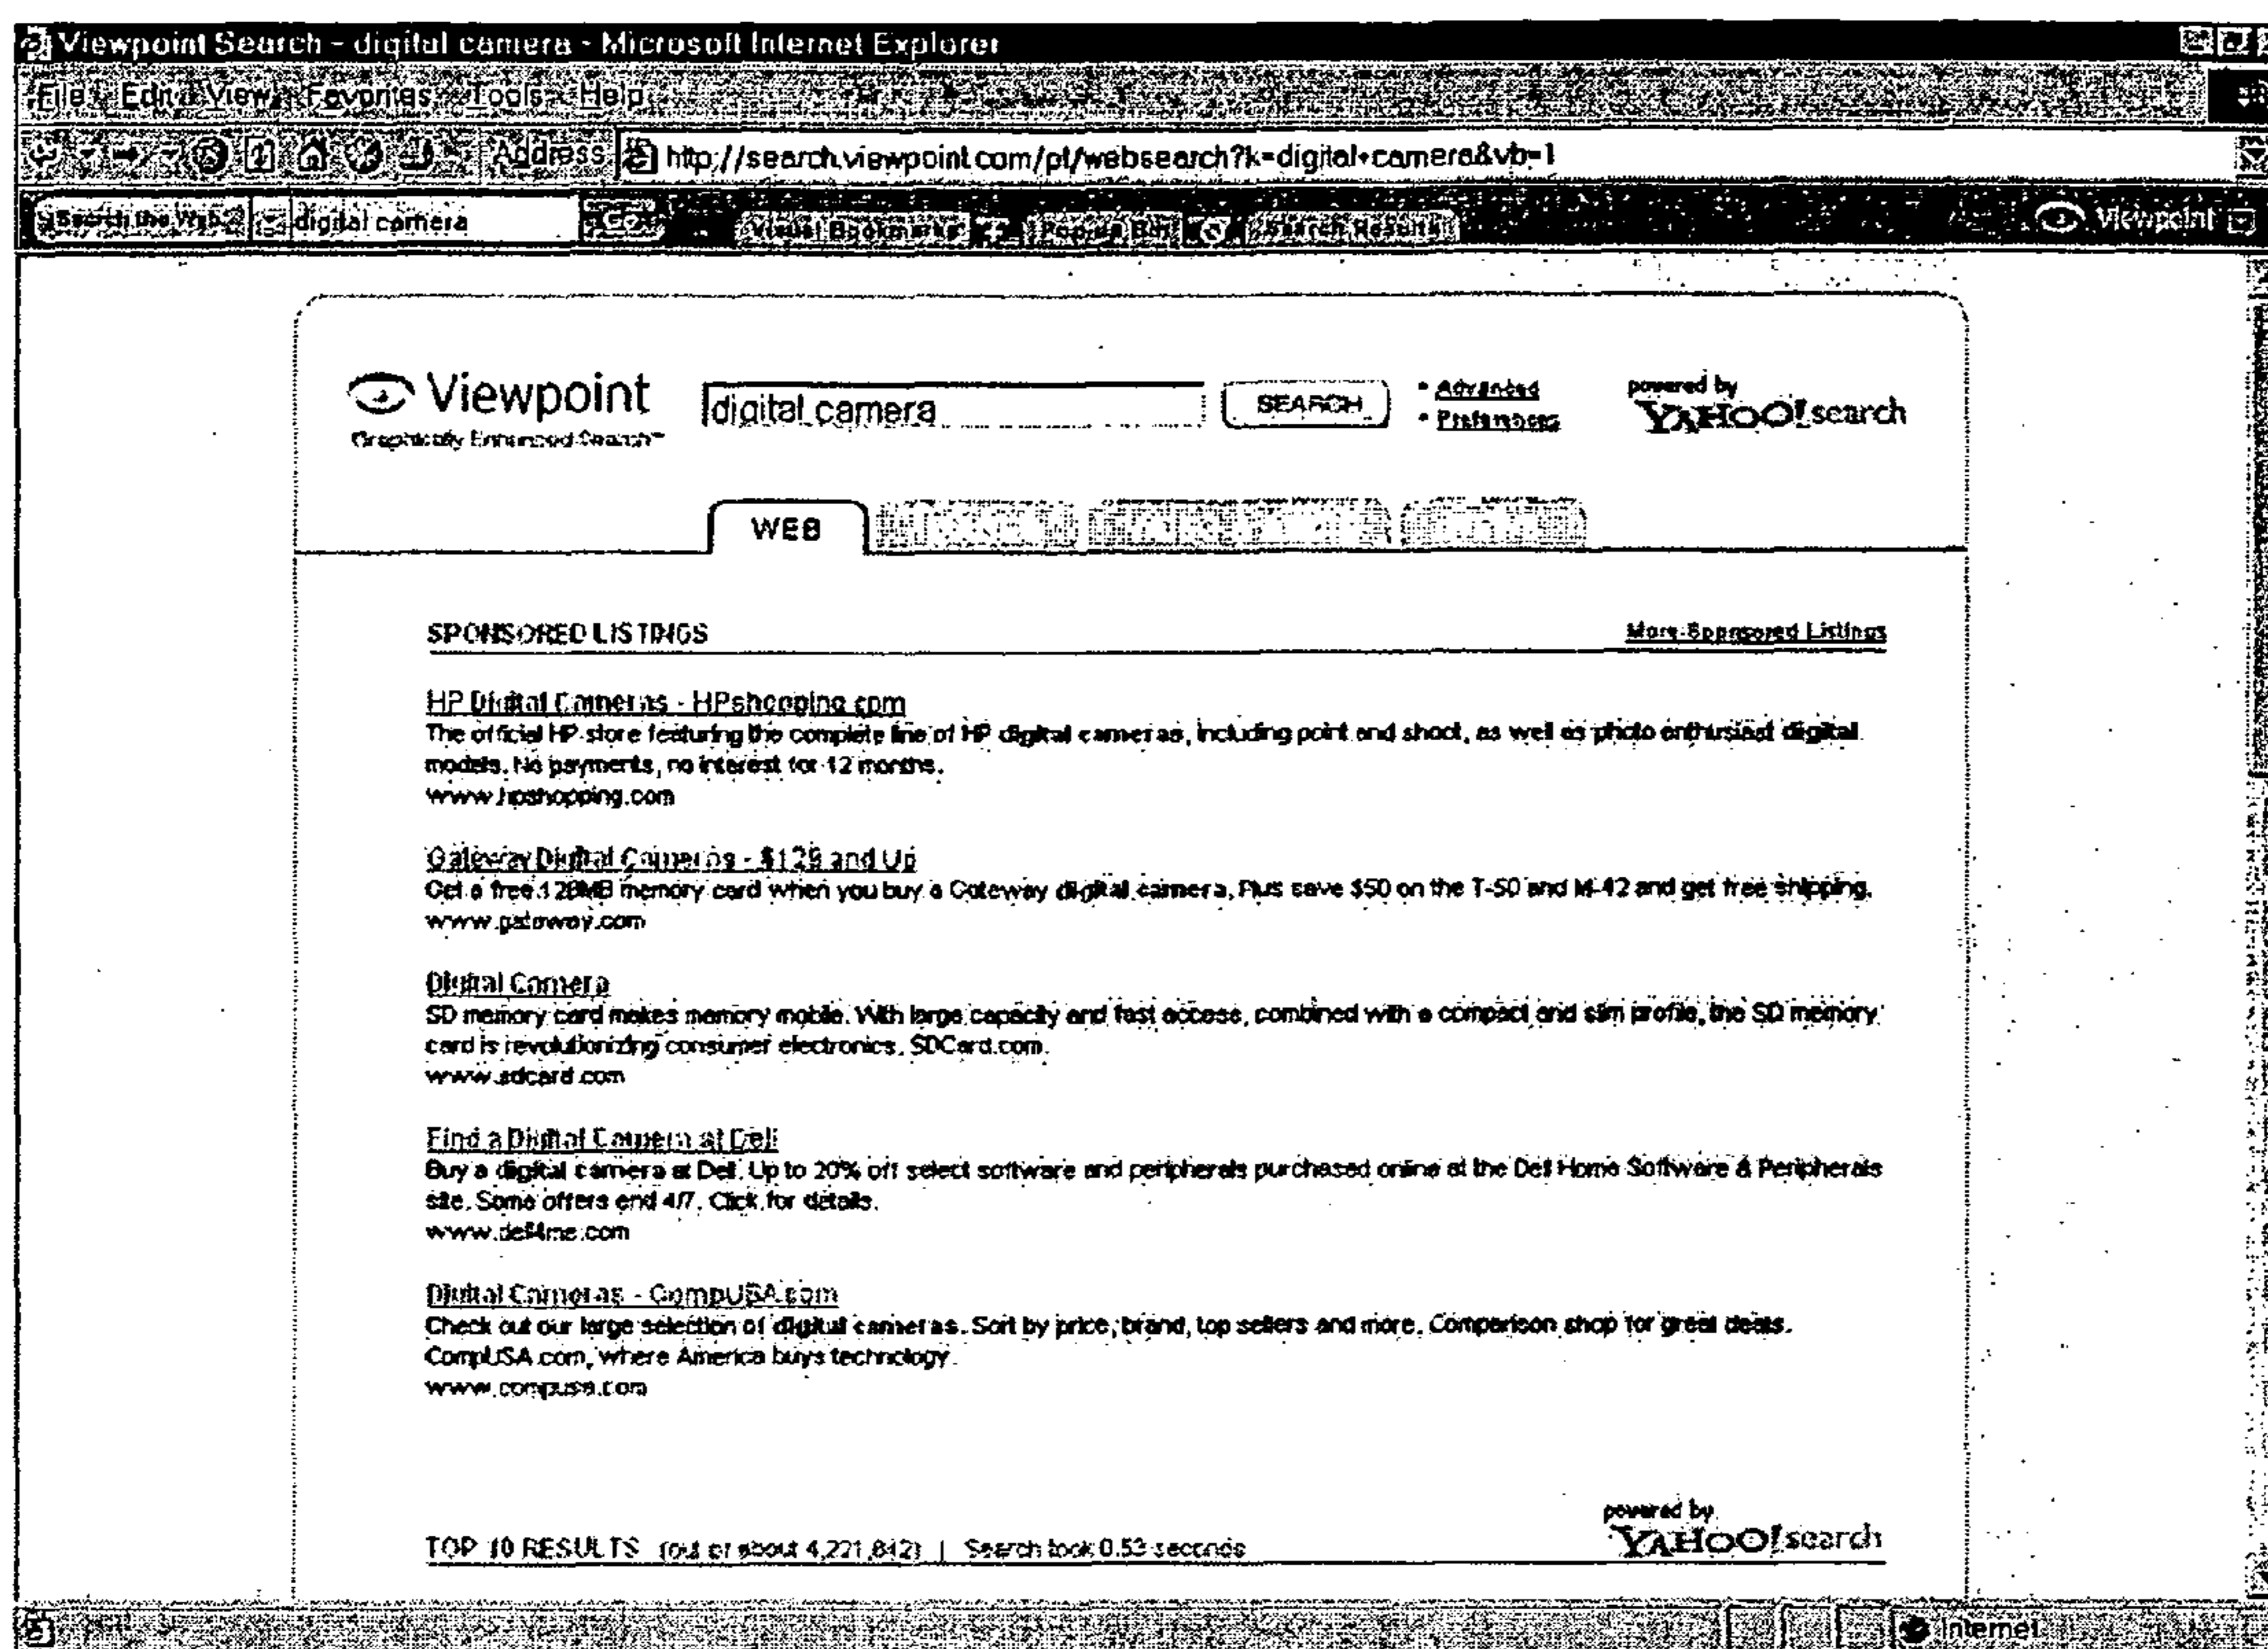 Viewpoint Search - digital camera - Microsoft Internet Explorer
File Edit View Favorites Tools Help
Address http://search.viewpoint.com/pl/websearch?k=digital+camera&vb=1
Search the Web digital camera Go Visual Bookmarks Pop-up Search Results Viewpoint
Viewpoint
Graphically Enhanced Search™
digital camera
SEARCH
• Advanced
• Preferences
powered by
YAHOO! search
WEB
SPONSORED LISTINGS More Sponsored Listings
HP Digital Cameras - HPshopping.com
The official HP store featuring the complete line of HP digital cameras, including point and shoot, as well as photo enthusiast digital
models. No payments, no interest for 12 months.
www.hpshopping.com
Gateway Digital Cameras - $129 and Up
Get a free 128MB memory card when you buy a Gateway digital camera, Plus save $50 on the T-50 and M-42 and get free shipping.
www.gateway.com
Digital Camera
SD memory card makes memory mobile. With large capacity and fast access, combined with a compact and slim profile, the SD memory
card is revolutionizing consumer electronics. SDCard.com.
www.sdcard.com
Find a Digital Camera at Dell
Buy a digital camera at Dell. Up to 20% off select software and peripherals purchased online at the Dell Home Software & Peripherals
site. Some offers end 4/7. Click for details.
www.dell4me.com
Digital Cameras - CompUSA.com
Check out our large selection of digital cameras. Sort by price, brand, top sellers and more. Comparison shop for great deals.
CompUSA.com, where America buys technology.
www.compusa.com
powered by
YAHOO! search
TOP 10 RESULTS (out of about 4,221,842) | Search took 0.53 seconds
Internet